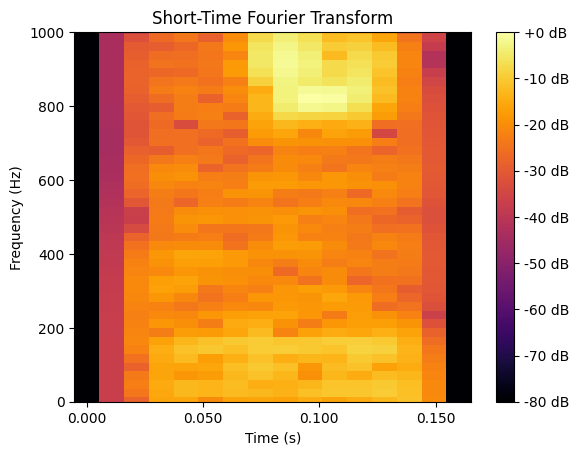 Short-Time Fourier Transform
Frequency (Hz)
1000
800
600
400
200
0
0.000
0.050
0.100
0.150
Time (s)
+0 dB
-10 dB
-20 dB
-30 dB
-40 dB
-50 dB
-60 dB
-70 dB
-80 dB